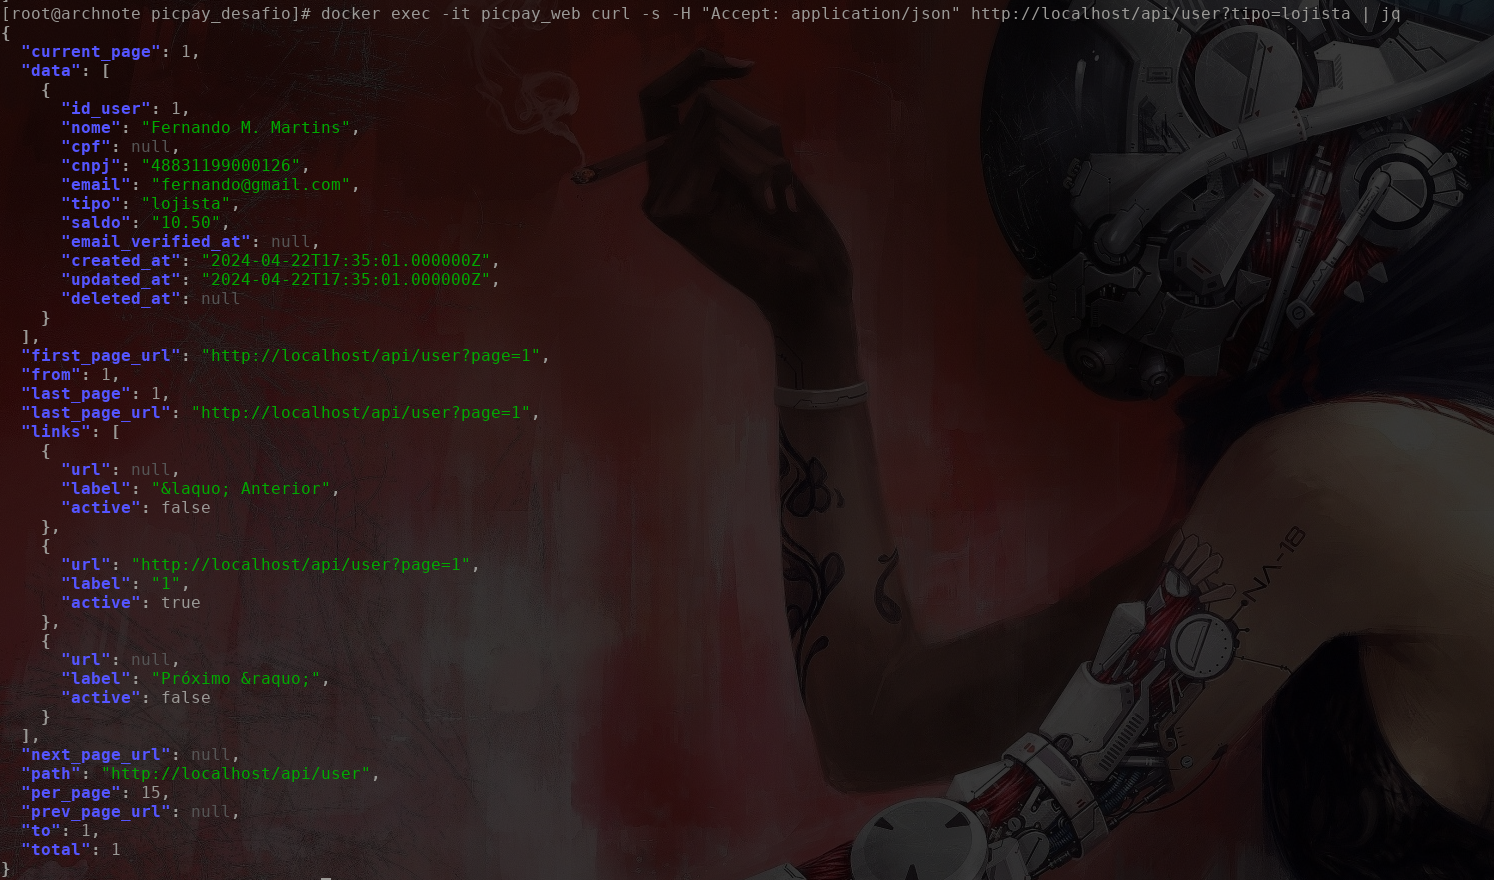 [root@archnote picpay_desafio]# docker exec -it picpay_web curl -s -H "Accept: application/json" http://localhost/api/user?tipo=lojista | jq
{
  "current_page": 1,
  "data": [
    {
      "id_user": 1,
      "nome": "Fernando M. Martins",
      "cpf": null,
      "cnpj": "48831199000126",
      "email": "fernando@gmail.com",
      "tipo": "lojista",
      "saldo": "10.50",
      "email_verified_at": null,
      "created_at": "2024-04-22T17:35:01.000000Z",
      "updated_at": "2024-04-22T17:35:01.000000Z",
      "deleted_at": null
    }
  ],
  "first_page_url": "http://localhost/api/user?page=1",
  "from": 1,
  "last_page": 1,
  "last_page_url": "http://localhost/api/user?page=1",
  "links": [
    {
      "url": null,
      "label": "&laquo; Anterior",
      "active": false
    },
    {
      "url": "http://localhost/api/user?page=1",
      "label": "1",
      "active": true
    },
    {
      "url": null,
      "label": "Próximo &raquo;",
      "active": false
    }
  ],
  "next_page_url": null,
  "path": "http://localhost/api/user",
  "per_page": 15,
  "prev_page_url": null,
  "to": 1,
  "total": 1
}
NA-18